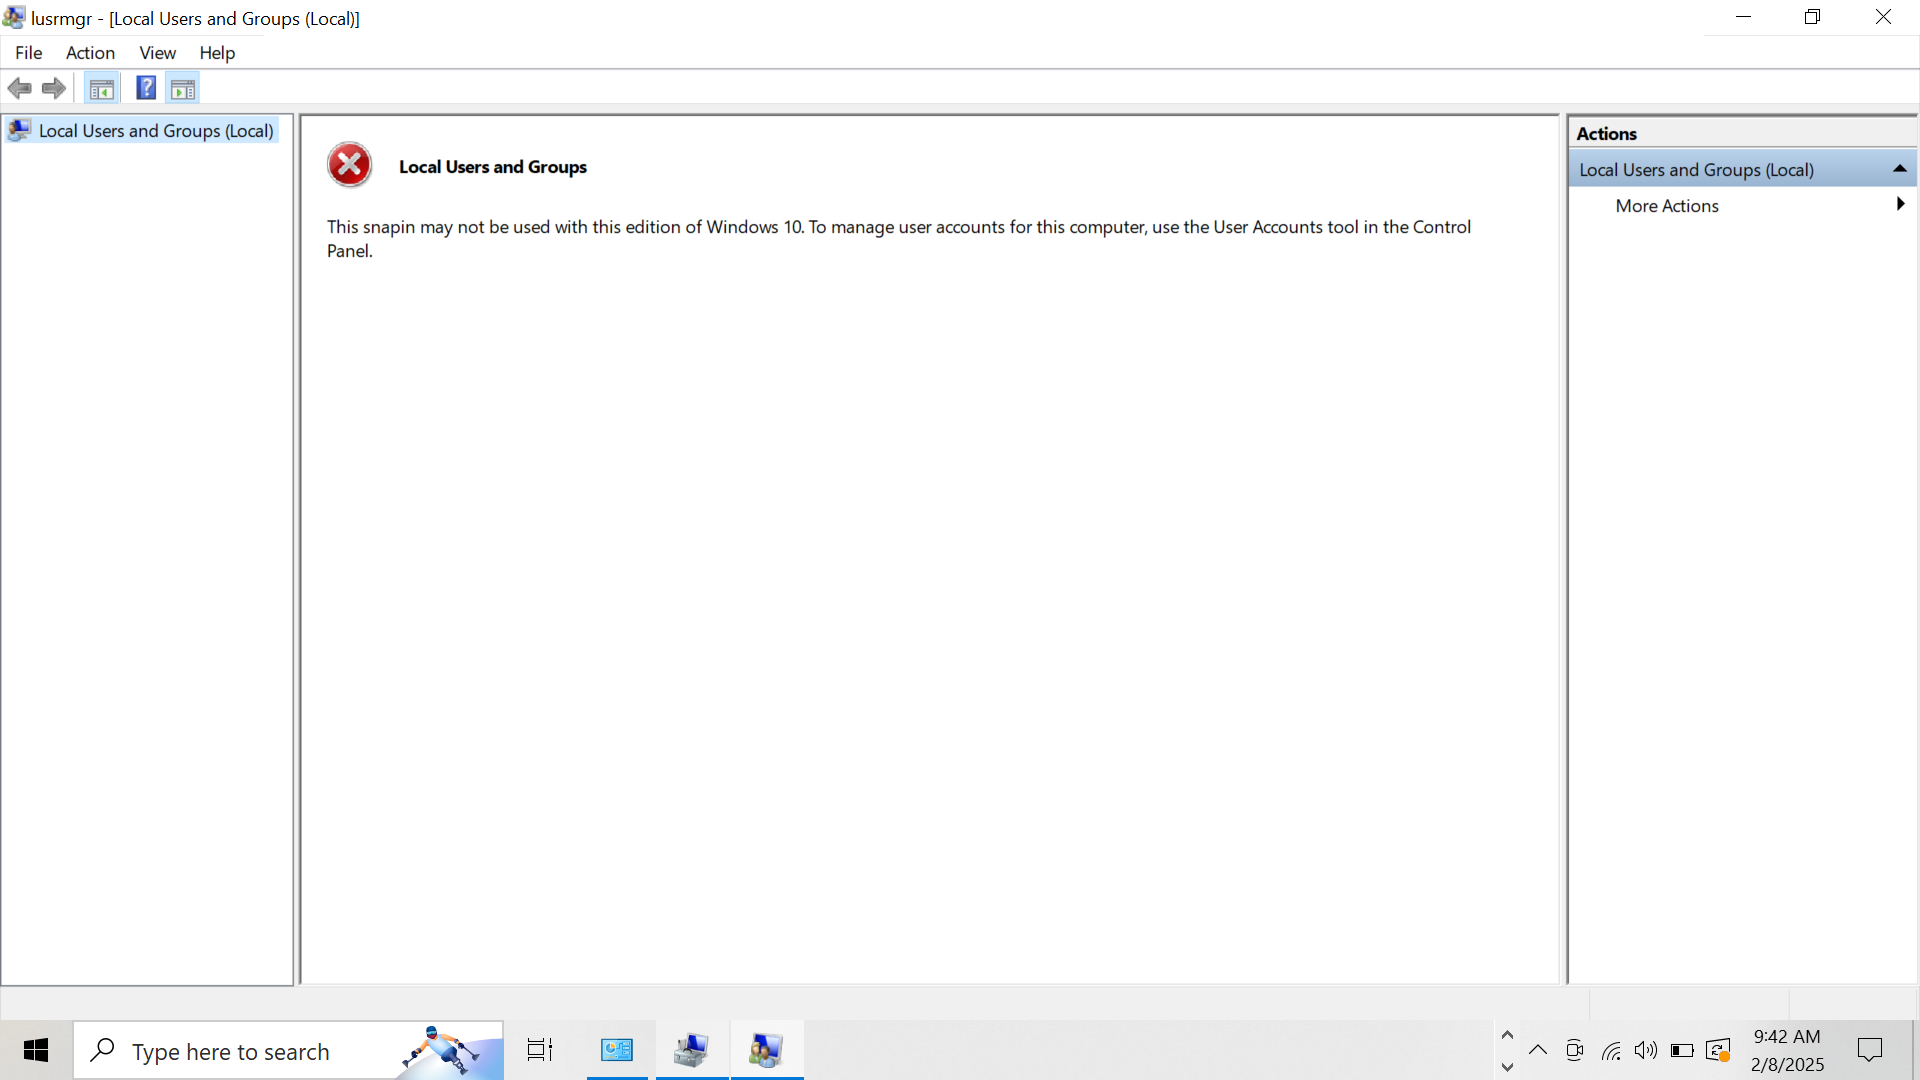 lusrmgr - [Local Users and Groups (Local)]
File Action View Help
Local Users and Groups (Local)
Local Users and Groups
This snapin may not be used with this edition of Windows 10. To manage user accounts for this computer, use the User Accounts tool in the Control
Panel.
Actions
Local Users and Groups (Local)
More Actions
Type here to search
9:42 AM
2/8/2025